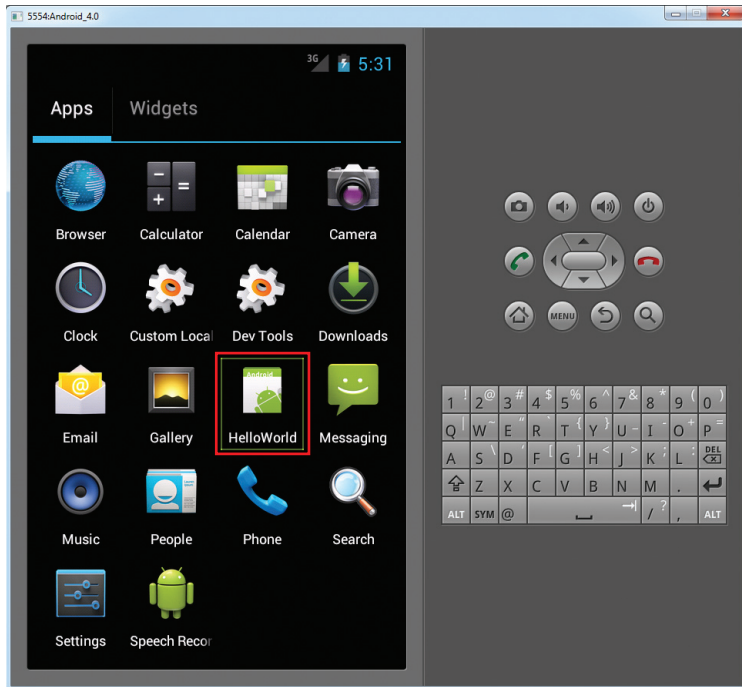 5554:Android_4.0
3G 5:31
Apps Widgets
Browser Calculator Calendar Camera
Clock Custom Local Dev Tools Downloads
Android
Email Gallery HelloWorld Messaging
Music People Phone Search
Settings Speech Recor
MENU
1 ! 2 @ 3 # 4 $ 5 % 6 ^ 7 & 8 * 9 ( 0 )
Q | W ~ E " R ` T { Y } U _ I - O + P =
A S \ D ' F [ G ] H < J > K ; L : DEL
Z X C V B N M .
ALT SYM @ / ? , ALT